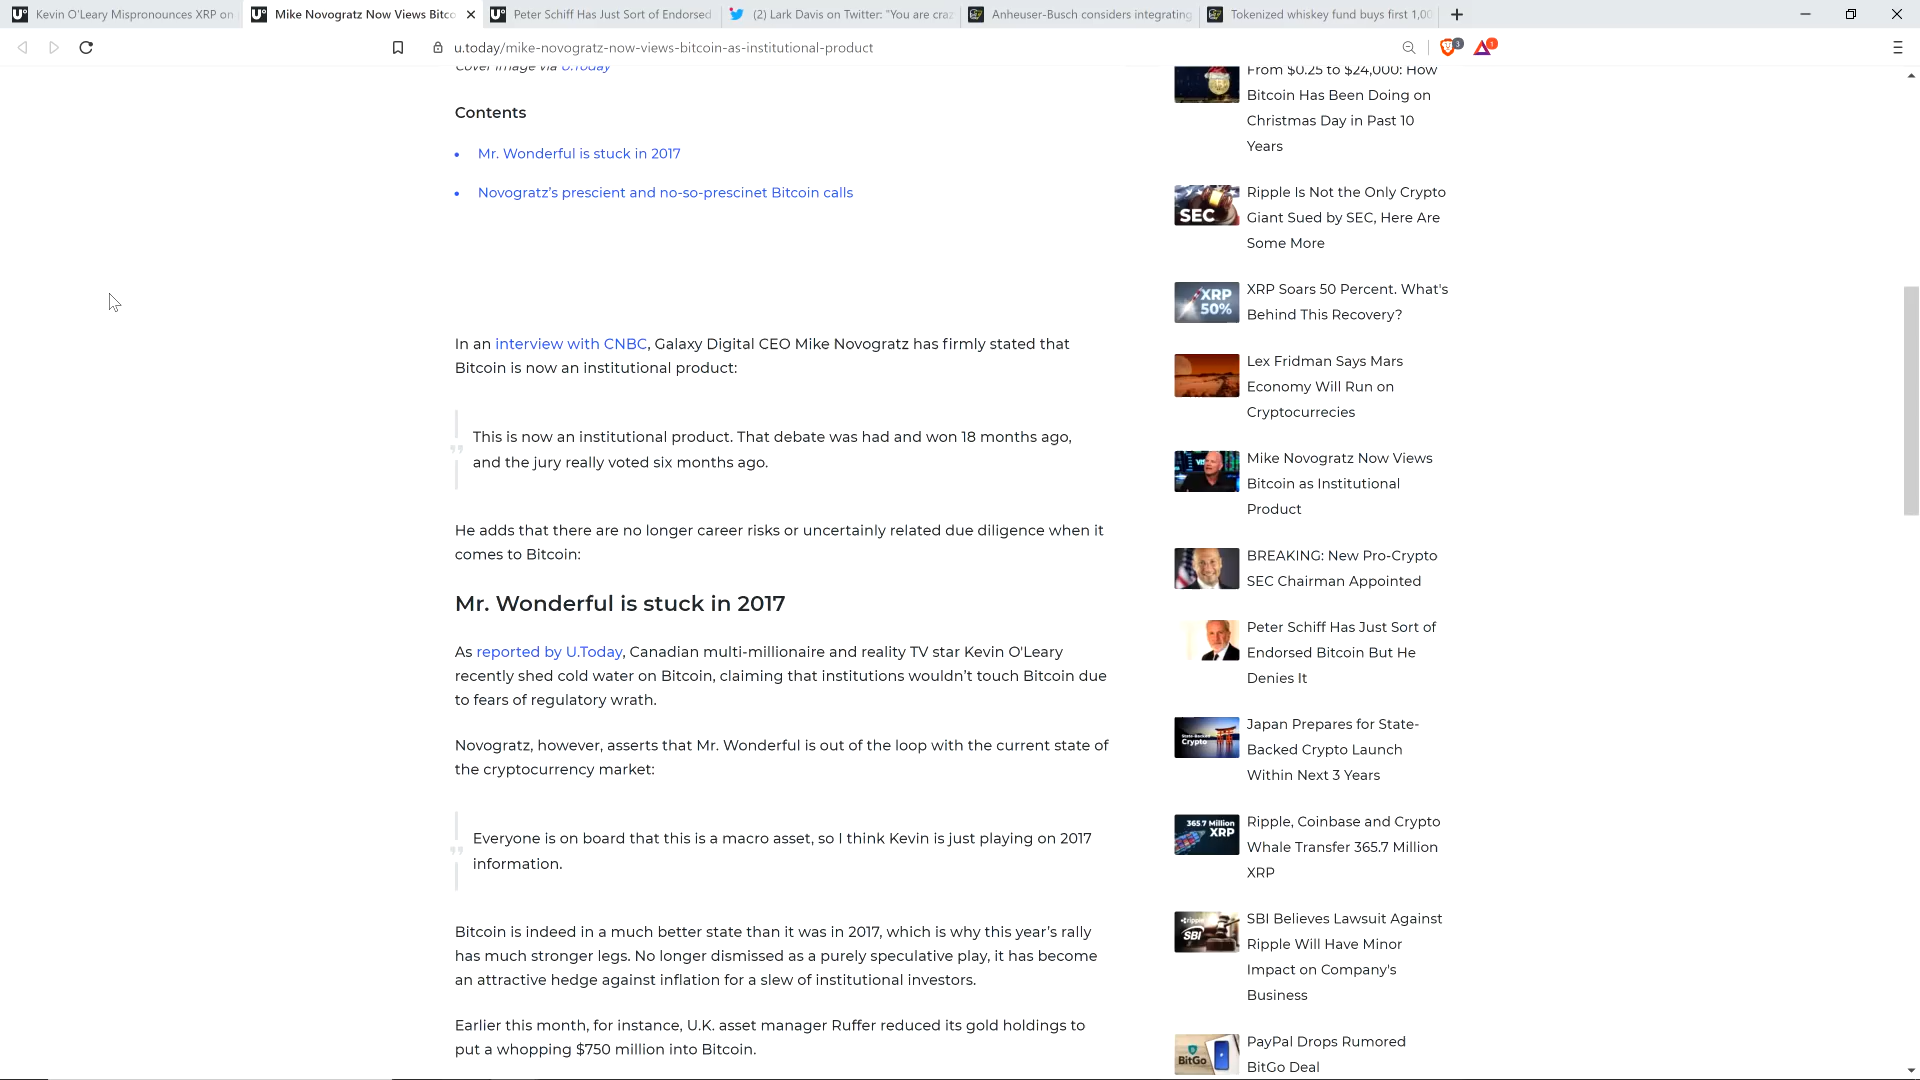 Kevin O'Leary Mispronounces XRP on
Mike Novogratz Now Views Bitco
Peter Schiff Has Just Sort of Endorsed
(2) Lark Davis on Twitter: "You are craz
Anheuser-Busch considers integrating
Tokenized whiskey fund buys first 1,00
u.today/mike-novogratz-now-views-bitcoin-as-institutional-product
3
1
Cover image via U.Today
Contents
Mr. Wonderful is stuck in 2017
Novogratz’s prescient and no-so-prescinet Bitcoin calls
In an interview with CNBC, Galaxy Digital CEO Mike Novogratz has firmly stated that
Bitcoin is now an institutional product:
This is now an institutional product. That debate was had and won 18 months ago,
and the jury really voted six months ago.
He adds that there are no longer career risks or uncertainly related due diligence when it
comes to Bitcoin:
Mr. Wonderful is stuck in 2017
As reported by U.Today, Canadian multi-millionaire and reality TV star Kevin O'Leary
recently shed cold water on Bitcoin, claiming that institutions wouldn’t touch Bitcoin due
to fears of regulatory wrath.
Novogratz, however, asserts that Mr. Wonderful is out of the loop with the current state of
the cryptocurrency market:
Everyone is on board that this is a macro asset, so I think Kevin is just playing on 2017
information.
Bitcoin is indeed in a much better state than it was in 2017, which is why this year’s rally
has much stronger legs. No longer dismissed as a purely speculative play, it has become
an attractive hedge against inflation for a slew of institutional investors.
Earlier this month, for instance, U.K. asset manager Ruffer reduced its gold holdings to
put a whopping $750 million into Bitcoin.
From $0.25 to $24,000: How
Bitcoin Has Been Doing on
Christmas Day in Past 10
Years
SEC
Ripple Is Not the Only Crypto
Giant Sued by SEC, Here Are
Some More
XRP
50%
XRP Soars 50 Percent. What's
Behind This Recovery?
Lex Fridman Says Mars
Economy Will Run on
Cryptocurrecies
Mike Novogratz Now Views
Bitcoin as Institutional
Product
BREAKING: New Pro-Crypto
SEC Chairman Appointed
Peter Schiff Has Just Sort of
Endorsed Bitcoin But He
Denies It
State-Backed
Crypto
Japan Prepares for State-
Backed Crypto Launch
Within Next 3 Years
365.7 Million
XRP
Ripple, Coinbase and Crypto
Whale Transfer 365.7 Million
XRP
ripple
SBI
SBI Believes Lawsuit Against
Ripple Will Have Minor
Impact on Company's
Business
BitGo
PayPal Drops Rumored
BitGo Deal